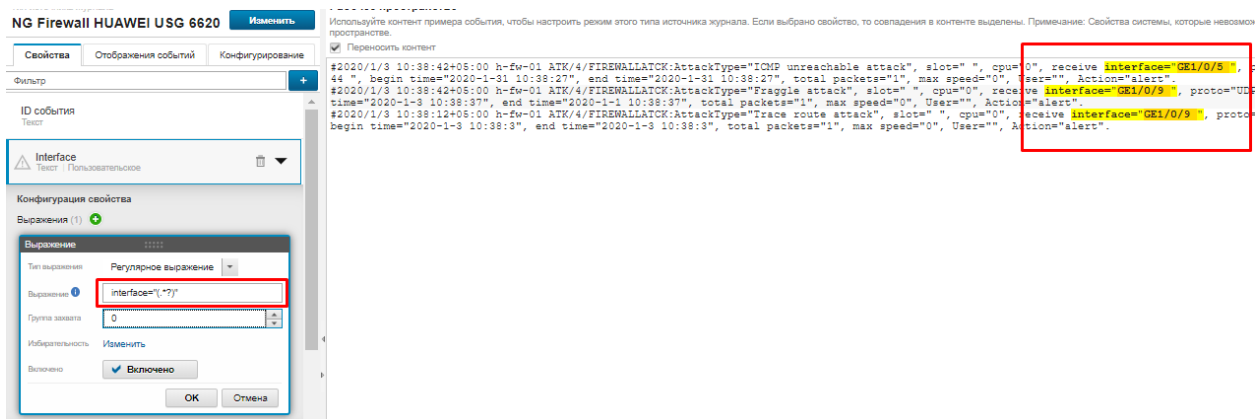 NG Firewall HUAWEI USG 6620
Изменить
Используйте контент примера события, чтобы настроить режим этого типа источника журнала. Если выбрано свойство, то совпадения в контенте выделены. Примечание: Свойства системы, которые невозмож
пространстве.
Переносить контент
Свойства
Отображения событий
Конфигурирование
Фильтр
+
ID события
Текст
Interface
Текст | Пользовательское
Конфигурация свойства
Выражения (1)
Выражение
Тип выражения
Регулярное выражение
Выражение
interface="(.*?)"
Группа захвата
0
Избирательность
Изменить
Включено
Включено
OK
Отмена
#2020/1/3 10:38:42+05:00 h-fw-01 ATK/4/FIREWALLATCK:AttackType="ICMP unreachable attack", slot=" ", cpu="0", receive interface="GE1/0/5 ",
44 ", begin time="2020-1-31 10:38:27", end time="2020-1-31 10:38:27", total packets="1", max speed="0", User="", Action="alert".
#2020/1/3 10:38:42+05:00 h-fw-01 ATK/4/FIREWALLATCK:AttackType="Fraggle attack", slot=" ", cpu="0", receive interface="GE1/0/9 ", proto="UDP
time="2020-1-3 10:38:37", end time="2020-1-1 10:38:37", total packets="1", max speed="0", User="", Action="alert".
#2020/1/3 10:38:12+05:00 h-fw-01 ATK/4/FIREWALLATCK:AttackType="Trace route attack", slot=" ", cpu="0", receive interface="GE1/0/9 ", proto=
begin time="2020-1-3 10:38:3", end time="2020-1-3 10:38:3", total packets="1", max speed="0", User="", Action="alert".